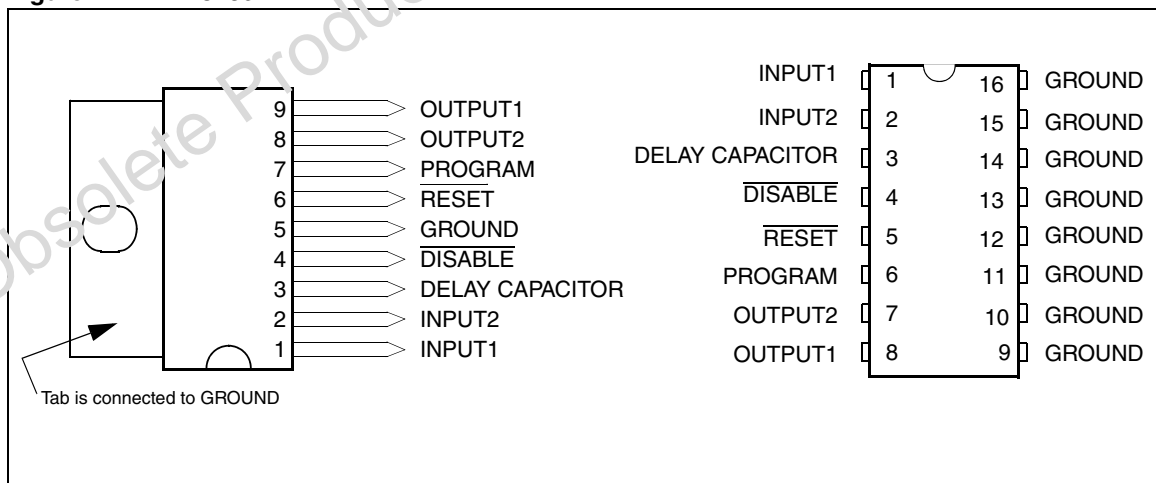 Obsolete Produc
9 OUTPUT1
8 OUTPUT2
7 PROGRAM
6 RESET
5 GROUND
4 DISABLE
3 DELAY CAPACITOR
2 INPUT2
1 INPUT1
Tab is connected to GROUND
INPUT1 1 16 GROUND
INPUT2 2 15 GROUND
DELAY CAPACITOR 3 14 GROUND
DISABLE 4 13 GROUND
RESET 5 12 GROUND
PROGRAM 6 11 GROUND
OUTPUT2 7 10 GROUND
OUTPUT1 8 9 GROUND